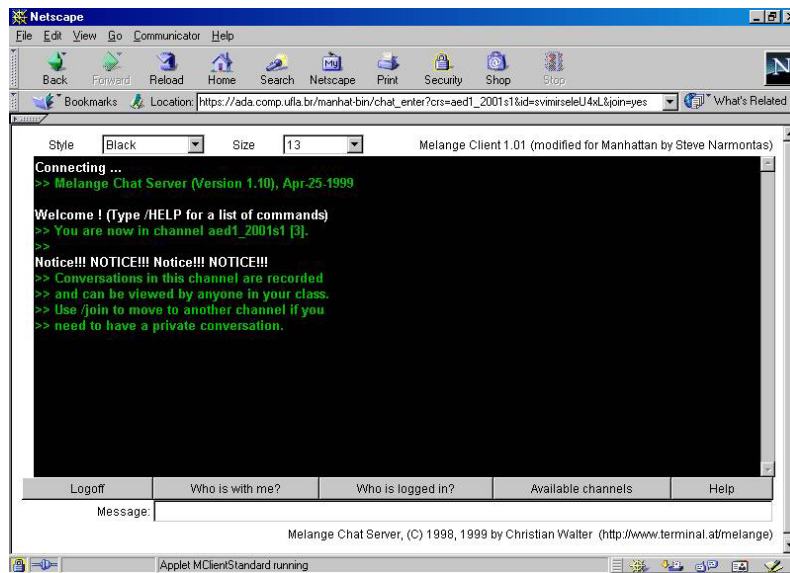 Netscape
File Edit View Go Communicator Help
Back Forward Reload Home Search Netscape Print Security Shop Stop
Bookmarks Location: https://ada.comp.ufla.br/manhat-bin/chat_enter?crs=aed1_2001s1&id=svimirseleU4xL&join=yes What's Related
Style Black Size 13 Melange Client 1.01 (modified for Manhattan by Steve Narmontas)
Connecting ...
>> Melange Chat Server (Version 1.10), Apr-25-1999
Welcome ! (Type /HELP for a list of commands)
>> You are now in channel aed1_2001s1 [3].
>>
Notice!!! NOTICE!!! Notice!!! NOTICE!!!
>> Conversations in this channel are recorded
>> and can be viewed by anyone in your class.
>> Use /join to move to another channel if you
>> need to have a private conversation.
Logoff Who is with me? Who is logged in? Available channels Help
Message:
Melange Chat Server, (C) 1998, 1999 by Christian Walter (http://www.terminal.at/melange)
Applet MClientStandard running